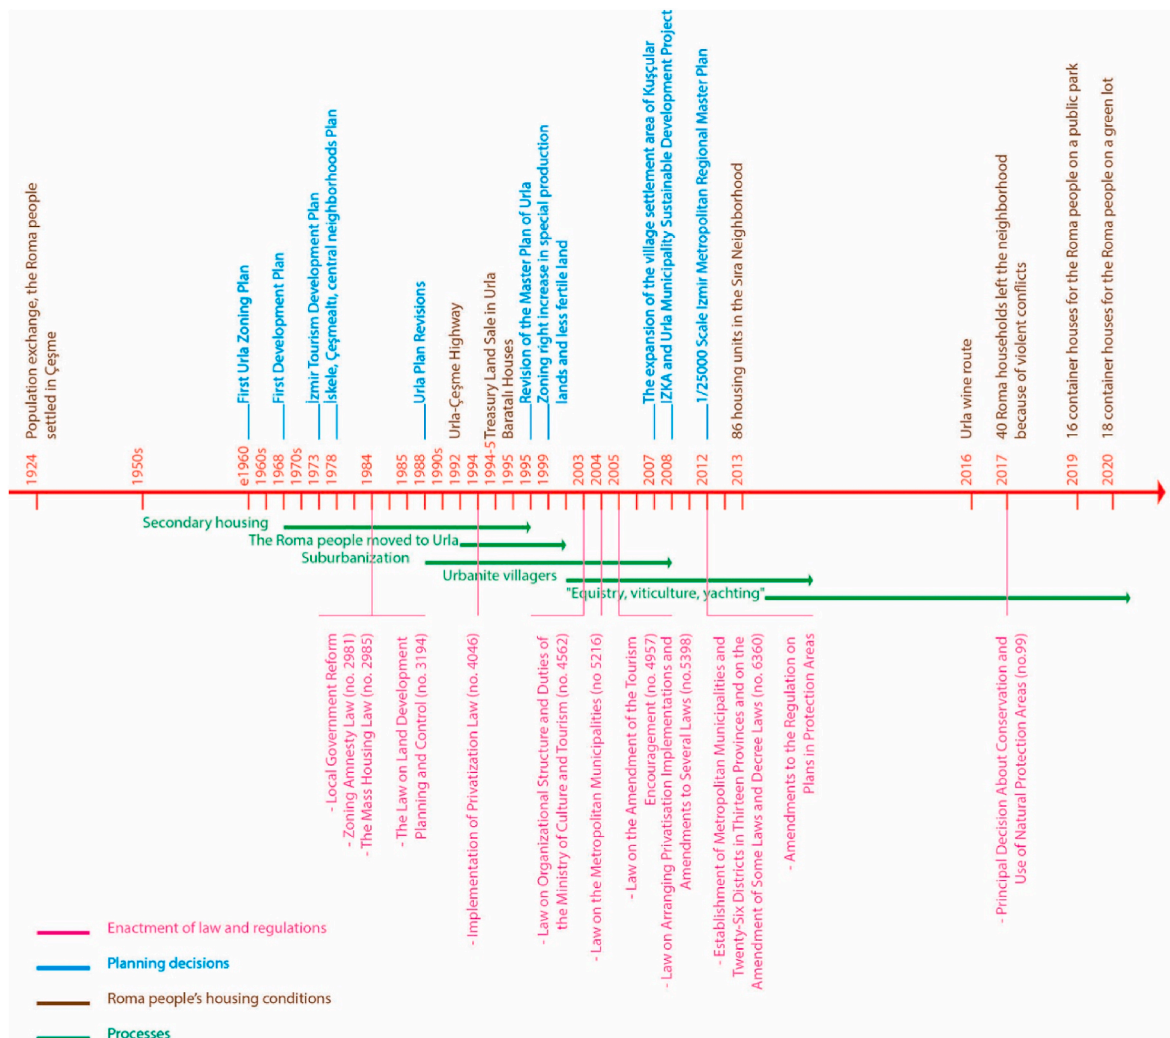 Population exchange, the Roma people
settled in Çeşme
First Urla Zoning Plan
First Development Plan
İzmir Tourism Development Plan
İskele, Çeşmealtı, central neighborhoods Plan
Urla Plan Revisions
Urla-Çeşme Highway
Treasury Land Sale in Urla
Baratalı Houses
Revision of the Master Plan of Urla
Zoning right increase in special production
lands and less fertile land
The expansion of the village settlement area of Kuşçular
IZKA and Urla Municipality Sustainable Development Project
1/25000 Scale Izmir Metropolitan Regional Master Plan
86 housing units in the Sıra Neighborhood
Urla wine route
40 Roma households left the neighborhood
because of violent conflicts
16 container houses for the Roma people on a public park
18 container houses for the Roma people on a green lot
1924
1950s
e1960
1960s
1968
1970s
1973
1978
1984
1985
1988
1990s
1992
1994
1994-5
1995
1995
1999
2003
2004
2005
2007
2008
2012
2013
2016
2017
2019
2020
Secondary housing
The Roma people moved to Urla
Suburbanization
Urbanite villagers
"Equistry, viticulture, yachting"
- Local Government Reform
- Zoning Amnesty Law (no. 2981)
- The Mass Housing Law (no. 2985)
- The Law on Land Development
Planning and Control (no. 3194)
- Implementation of Privatization Law (no. 4046)
- Law on Organizational Structure and Duties of
the Ministry of Culture and Tourism (no. 4562)
- Law on the Metropolitan Municipalities (no 5216)
- Law on the Amendment of the Tourism
Encouragement (no. 4957)
- Law on Arranging Privatisation Implementations and
Amendments to Several Laws (no.5398)
- Establishment of Metropolitan Municipalities and
Twenty-Six Districts in Thirteen Provinces and on the
Amendment of Some Laws and Decree Laws (no. 6360)
- Amendments to the Regulation on
Plans in Protection Areas
- Principal Decision About Conservation and
Use of Natural Protection Areas (no.99)
Enactment of law and regulations
Planning decisions
Roma people's housing conditions
Processes